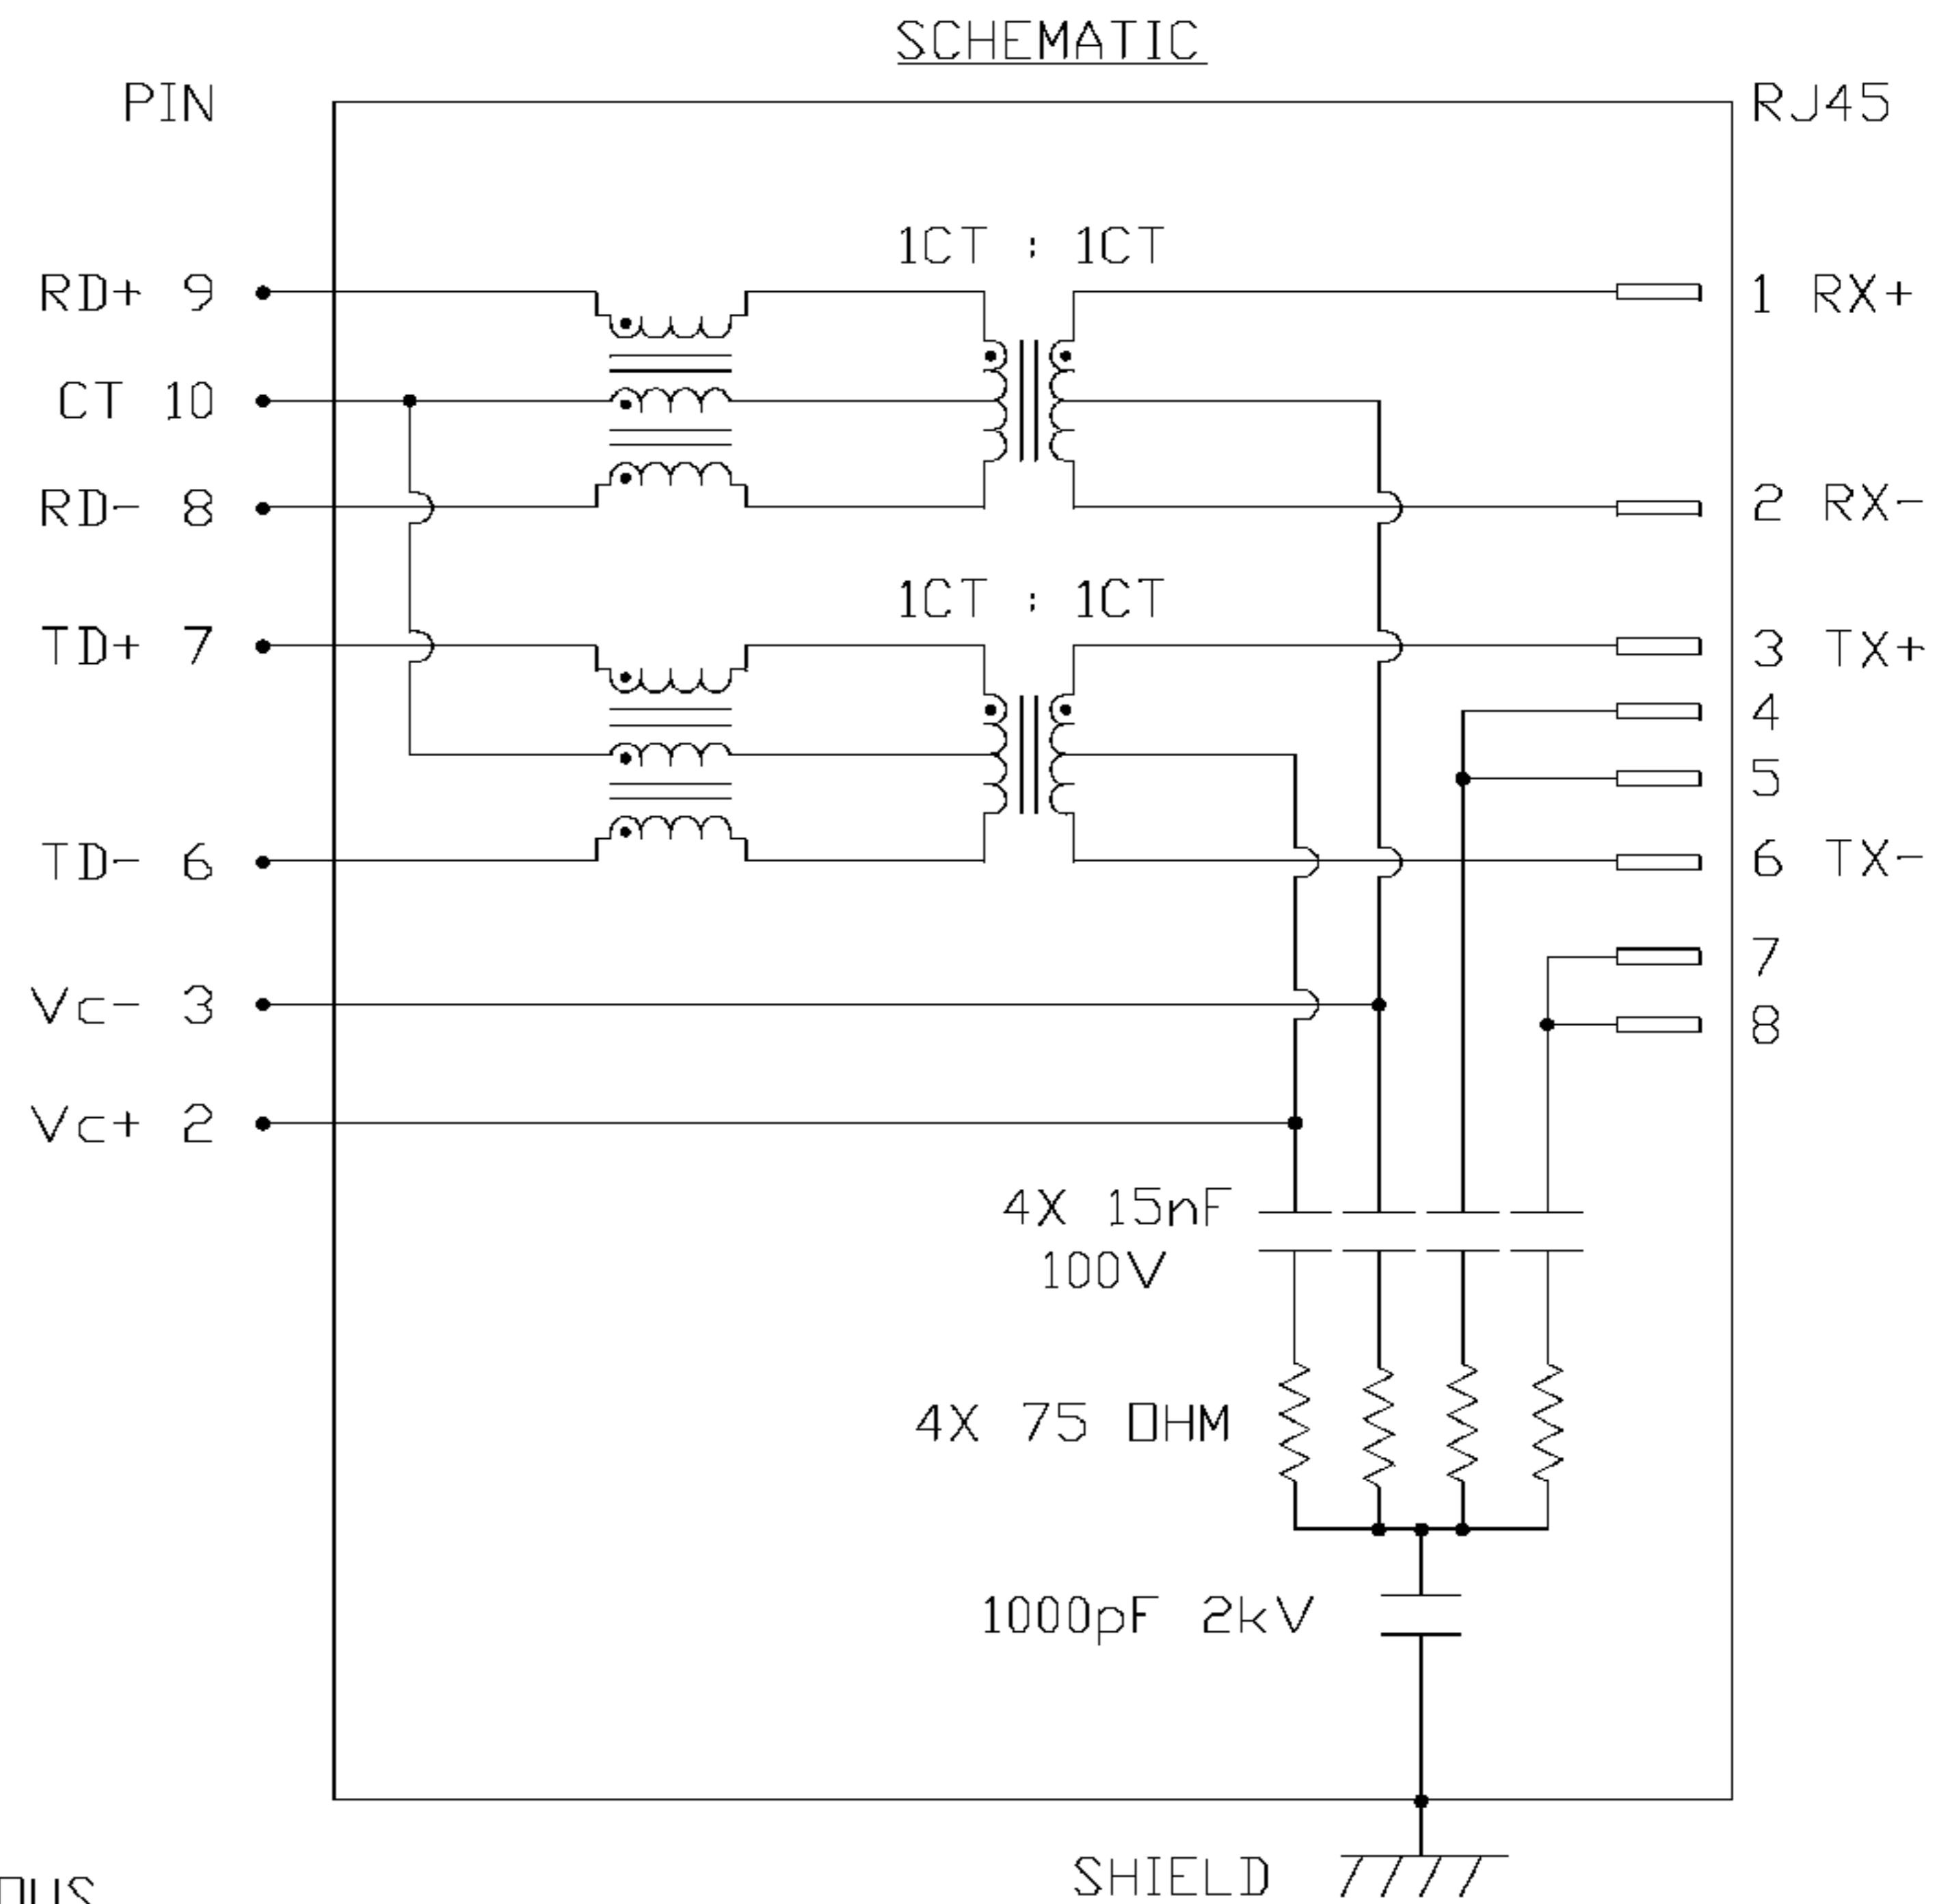 SCHEMATIC
PIN
RJ45
1CT : 1CT
RD+ 9
1 RX+
CT 10
RD- 8
2 RX-
1CT : 1CT
TD+ 7
3 TX+
4
5
TD- 6
6 TX-
7
Vc- 3
8
Vc+ 2
4X 15nF
100V
4X 75 OHM
1000pF 2kV
SHIELD